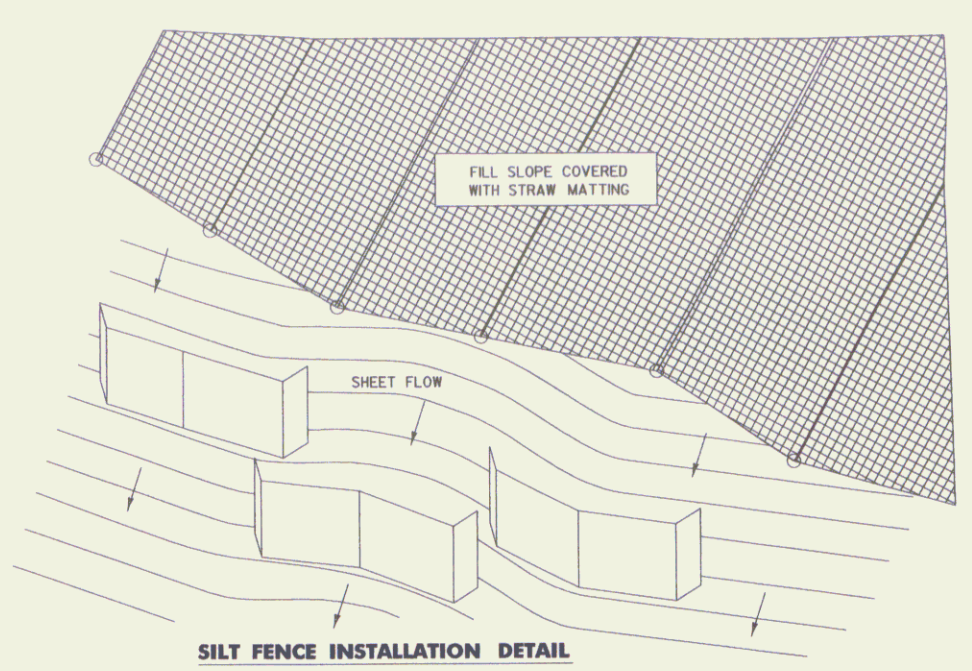 FILL SLOPE COVERED
WITH STRAW MATTING
SHEET FLOW
SILT FENCE INSTALLATION DETAIL